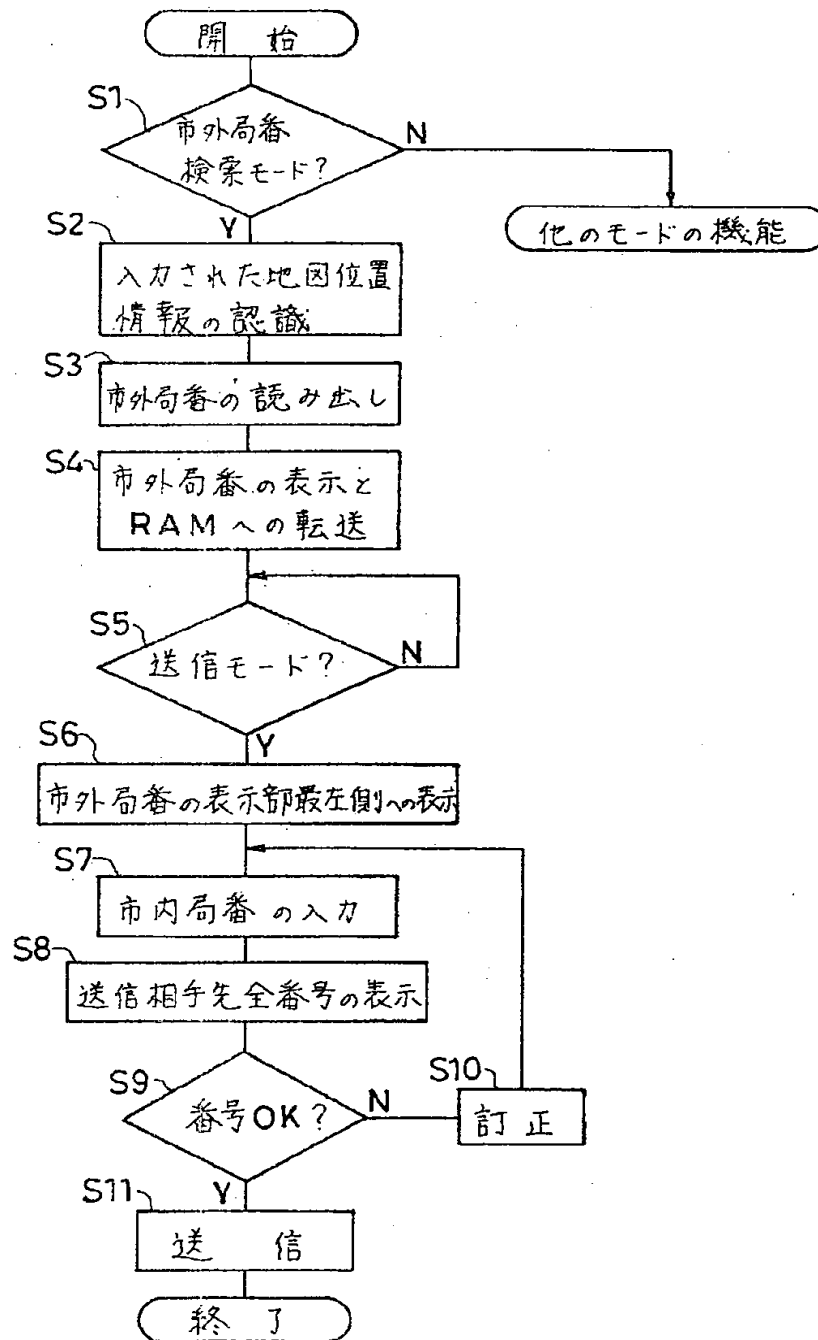 開始
S1
市外局番
検索モード?
N
Y
他のモードの機能
S2
入力された地図位置
情報の認識
S3
市外局番の読み出し
S4
市外局番の表示と
RAMへの転送
S5
送信モード?
N
Y
S6
市外局番の表示部最左側への表示
S7
市内局番の入力
S8
送信相手先全番号の表示
S9
番号OK?
N
S10
訂正
Y
S11
送信
終了